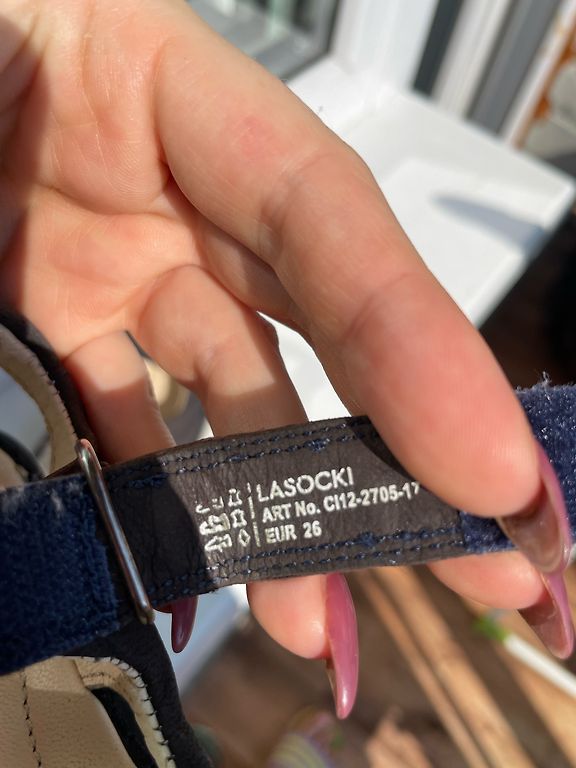 LASOCKI
ART No. CI12-2705-17
EUR 26